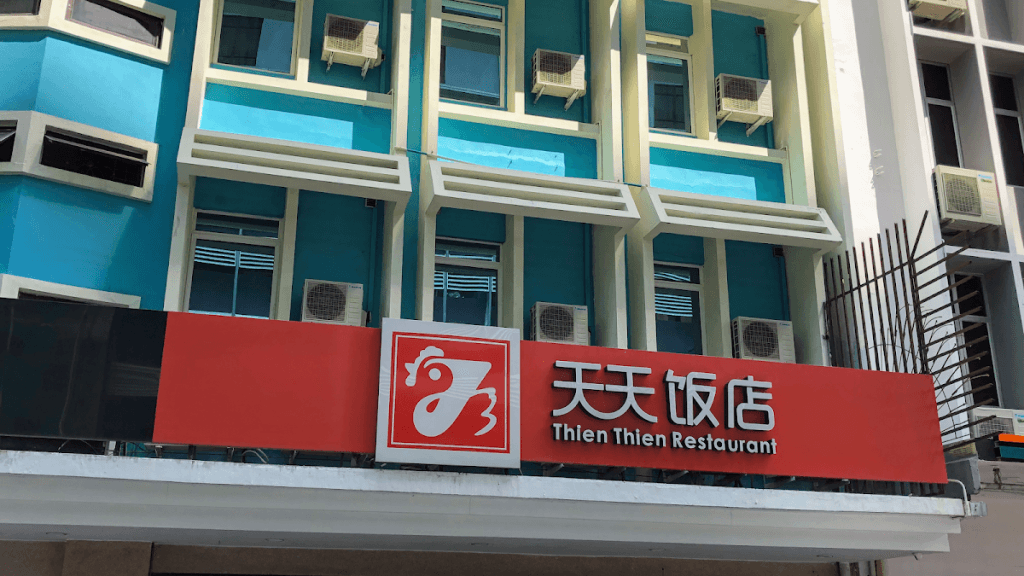 天天饭店
Thien Thien Restaurant